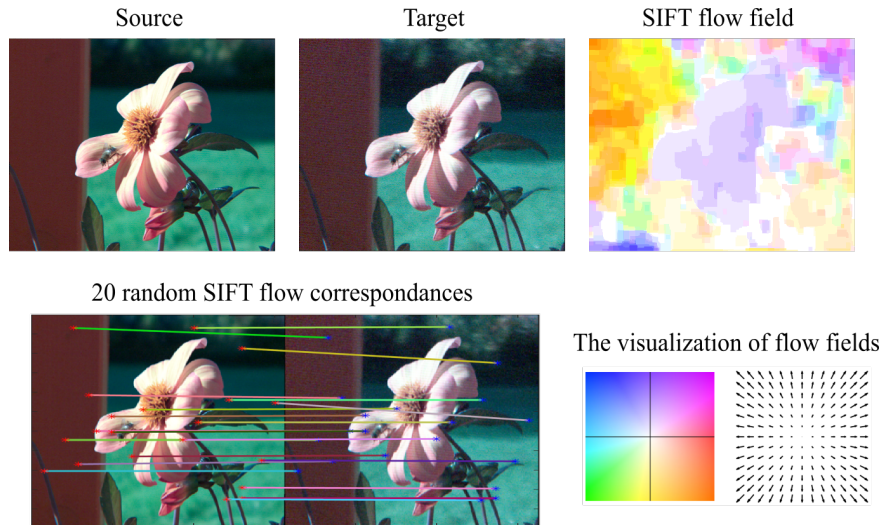 Source
Target
SIFT flow field
20 random SIFT flow correspondances
The visualization of flow fields